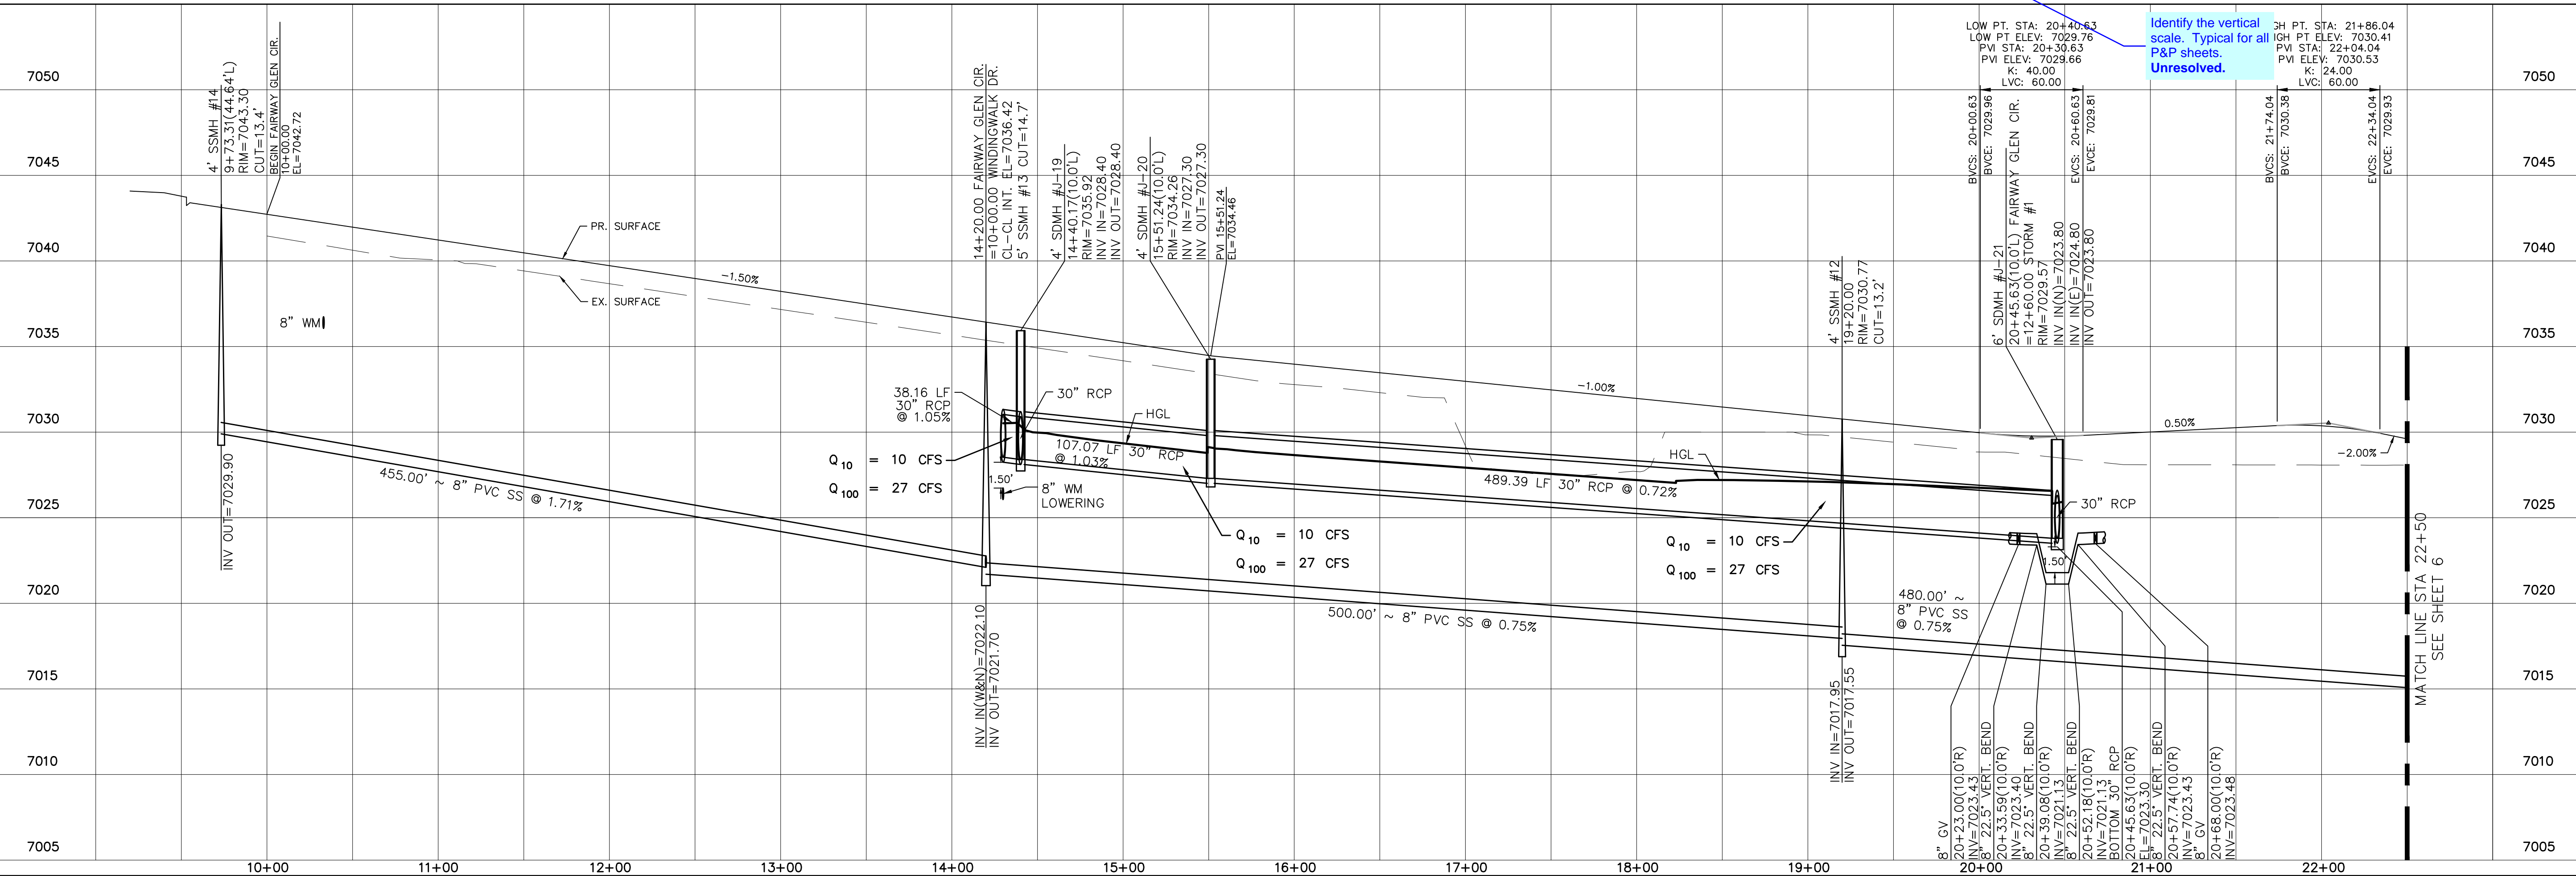 Identify the vertical
scale. Typical for all
P&P sheets.
Unresolved.
LOW PT. STA: 20+40.63
LOW PT ELEV: 7029.76
PVI STA: 20+30.63
PVI ELEV: 7029.66
K: 40.00
LVC: 60.00
GH PT. STA: 21+86.04
IGH PT ELEV: 7030.41
PVI STA: 22+04.04
PVI ELEV: 7030.53
K: 24.00
LVC: 60.00
BVCS: 20+00.63
BVCE: 7029.96
EVCS: 20+60.63
EVCE: 7029.81
BVCS: 21+74.04
BVCE: 7030.38
EVCS: 22+34.04
EVCE: 7029.93
7050
7045
7040
7035
7030
7025
7020
7015
7010
7005
7050
7045
7040
7035
7030
7025
7020
7015
7010
7005
4' SSMH #14
9+73.31(44.64'L)
RIM=7043.30
CUT=13.4'
BEGIN FAIRWAY GLEN CIR.
10+00.00
EL=7042.72
14+20.00 FAIRWAY GLEN CIR.
=10+00.00 WINDINGWALK DR.
CL-CL INT. EL=7036.42
5' SSMH #13 CUT=14.7'
4' SDMH #J-19
14+40.17(10.0'L)
RIM=7035.92
INV IN=7028.40
INV OUT=7028.40
4' SDMH #J-20
15+51.24(10.0'L)
RIM=7034.26
INV IN=7027.30
INV OUT=7027.30
PVI 15+51.24
EL=7034.46
4' SSMH #12
19+20.00
RIM=7030.77
CUT=13.2'
6' SDMH #J-21
20+45.63(10.0'L) FAIRWAY GLEN CIR.
=12+60.00 STORM #1
RIM=7029.57
INV IN(N)=7023.80
INV IN(E)=7024.80
INV OUT=7023.80
PR. SURFACE
EX. SURFACE
-1.50%
-1.00%
0.50%
-2.00%
8" WM
38.16 LF
30" RCP
@ 1.05%
30" RCP
HGL
107.07 LF 30" RCP
@ 1.03%
Q10 = 10 CFS
Q100 = 27 CFS
1.50'
8" WM
LOWERING
Q10 = 10 CFS
Q100 = 27 CFS
489.39 LF 30" RCP @ 0.72%
HGL
Q10 = 10 CFS
Q100 = 27 CFS
30" RCP
1.50'
INV OUT=7029.90
455.00' ~ 8" PVC SS @ 1.71%
INV IN(W&N)=7022.10
INV OUT=7021.70
500.00' ~ 8" PVC SS @ 0.75%
480.00' ~
8" PVC SS
@ 0.75%
INV IN=7017.95
INV OUT=7017.55
8" GV
20+23.00(10.0'R)
INV=7023.43
8" 22.5° VERT. BEND
20+33.59(10.0'R)
INV=7023.40
8" 22.5° VERT. BEND
20+39.08(10.0'R)
INV=7021.13
8" 22.5° VERT. BEND
20+52.18(10.0'R)
INV=7021.13
BOTTOM 30" RCP
20+45.63(10.0'R)
EL=7023.30
8" 22.5° VERT. BEND
20+57.74(10.0'R)
INV=7023.43
8" GV
20+68.00(10.0'R)
INV=7023.48
MATCH LINE STA 22+50
SEE SHEET 6
10+00
11+00
12+00
13+00
14+00
15+00
16+00
17+00
18+00
19+00
20+00
21+00
22+00